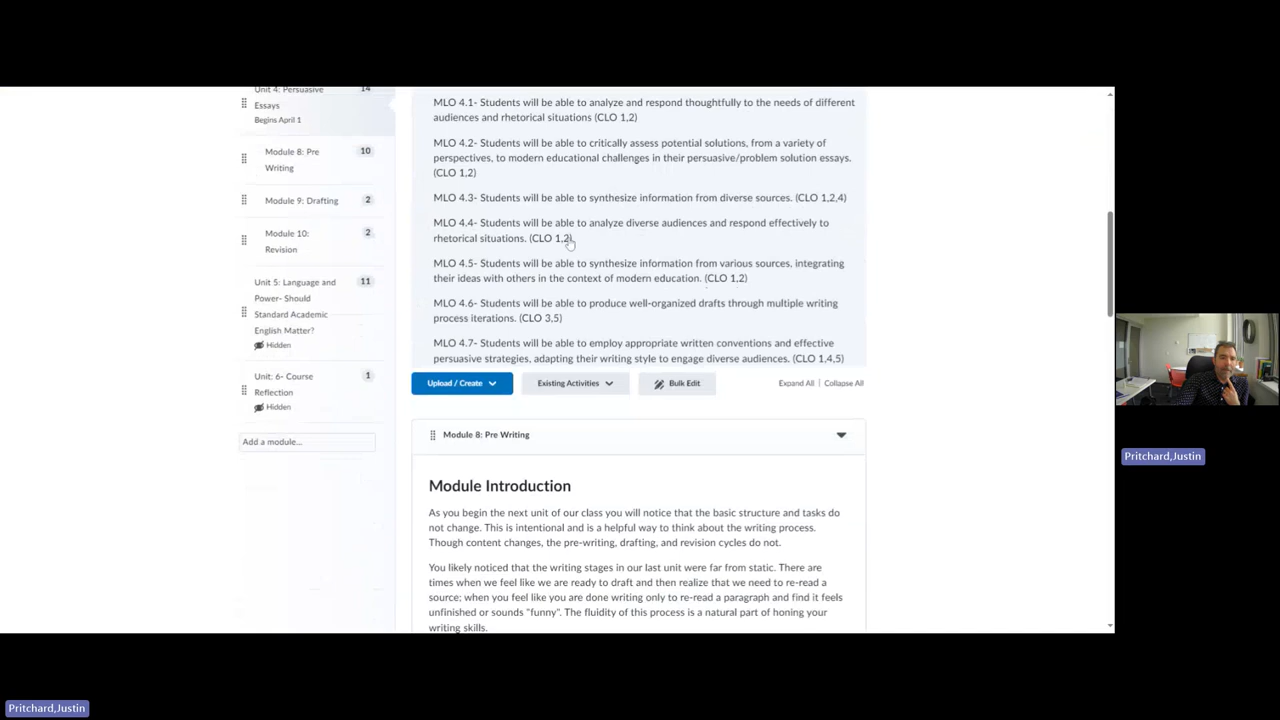 Unit 4: Persuasive
14
Essays
Begins April 1
Module 8: Pre
10
Writing
Module 9: Drafting
2
Module 10:
2
Revision
Unit 5: Language and
11
Power- Should
Standard Academic
English Matter?
Hidden
Unit: 6- Course
1
Reflection
Hidden
Add a module...
MLO 4.1- Students will be able to analyze and respond thoughtfully to the needs of different
audiences and rhetorical situations (CLO 1,2)
MLO 4.2- Students will be able to critically assess potential solutions, from a variety of
perspectives, to modern educational challenges in their persuasive/problem solution essays.
(CLO 1,2)
MLO 4.3- Students will be able to synthesize information from diverse sources. (CLO 1,2,4)
MLO 4.4- Students will be able to analyze diverse audiences and respond effectively to
rhetorical situations. (CLO 1,2)
MLO 4.5- Students will be able to synthesize information from various sources, integrating
their ideas with others in the context of modern education. (CLO 1,2)
MLO 4.6- Students will be able to produce well-organized drafts through multiple writing
process iterations. (CLO 3,5)
MLO 4.7- Students will be able to employ appropriate written conventions and effective
persuasive strategies, adapting their writing style to engage diverse audiences. (CLO 1,4,5)
Upload / Create
Existing Activities
Bulk Edit
Expand All | Collapse All
Module 8: Pre Writing
Module Introduction
As you begin the next unit of our class you will notice that the basic structure and tasks do
not change. This is intentional and is a helpful way to think about the writing process.
Though content changes, the pre-writing, drafting, and revision cycles do not.
You likely noticed that the writing stages in our last unit were far from static. There are
times when we feel like we are ready to draft and then realize that we need to re-read a
source; when you feel like you are done writing only to re-read a paragraph and find it feels
unfinished or sounds "funny". The fluidity of this process is a natural part of honing your
writing skills.
Pritchard,Justin
Pritchard,Justin